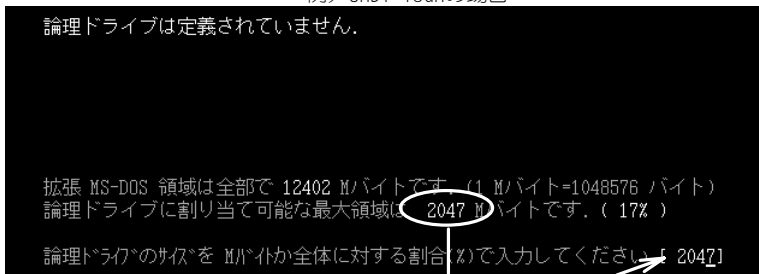 論理ドライブは定義されていません.
拡張 MS-DOS 領域は全部で 12402 Mバイトです. (1 Mバイト=1048576 バイト)
論理ドライブに割り当て可能な最大領域は 2047 Mバイトです. ( 17% )
論理ﾄﾞﾗｲﾌﾞのｻｲｽﾞを Mﾊﾞｲﾄか全体に対する割合(%)で入力してください.[ 2047]